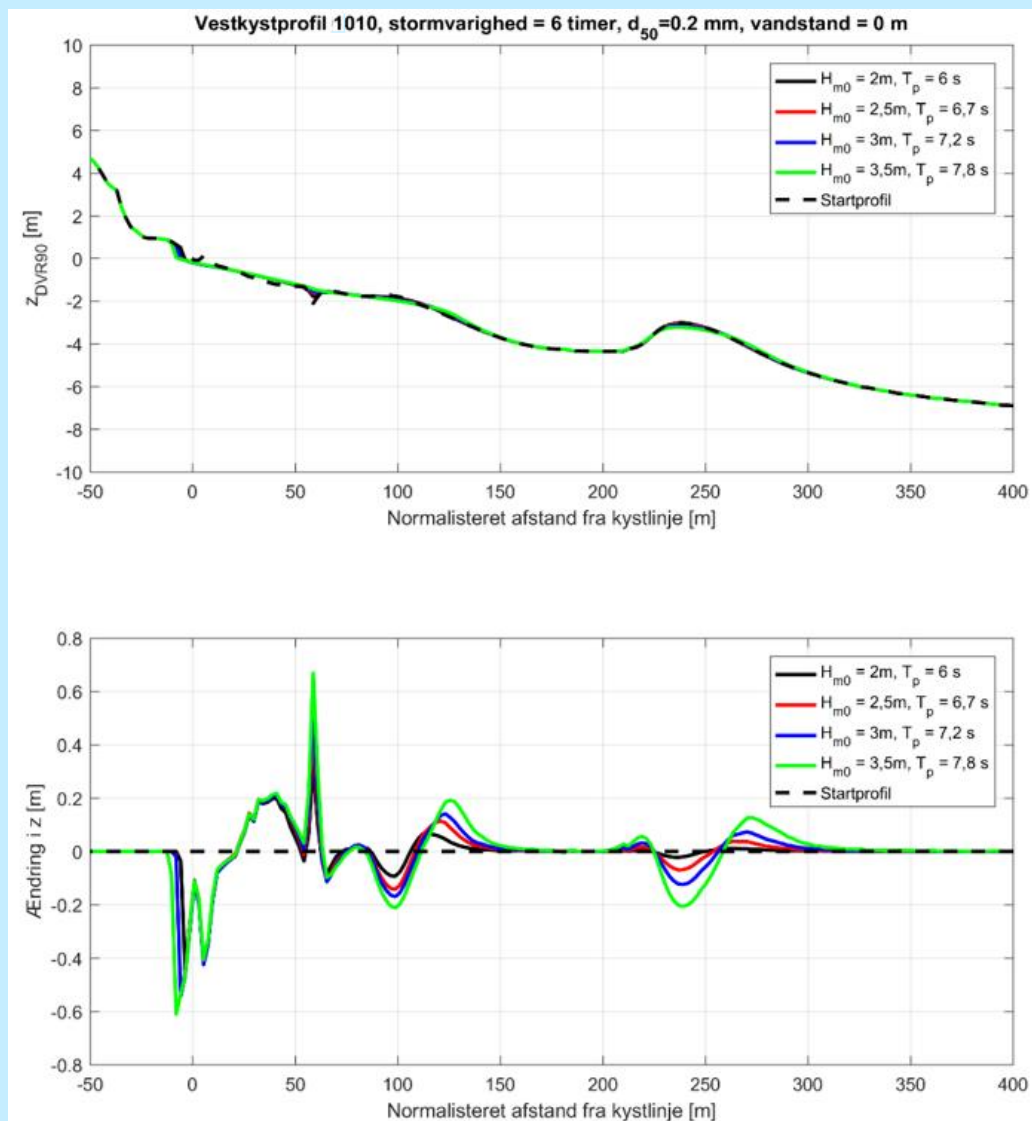 Vestkystprofil 1010, stormvarighed = 6 timer, d50=0.2 mm, vandstand = 0 m
10
8
6
4
2
0
-2
-4
-6
-8
-10
zDVR90 [m]
Hm0 = 2m, Tp = 6 s
Hm0 = 2,5m, Tp = 6,7 s
Hm0 = 3m, Tp = 7,2 s
Hm0 = 3,5m, Tp = 7,8 s
Startprofil
-50 0 50 100 150 200 250 300 350 400
Normalisteret afstand fra kystlinje [m]
0.8
0.6
0.4
0.2
0
-0.2
-0.4
-0.6
-0.8
Ændring i z [m]
Hm0 = 2m, Tp = 6 s
Hm0 = 2,5m, Tp = 6,7 s
Hm0 = 3m, Tp = 7,2 s
Hm0 = 3,5m, Tp = 7,8 s
Startprofil
-50 0 50 100 150 200 250 300 350 400
Normalisteret afstand fra kystlinje [m]